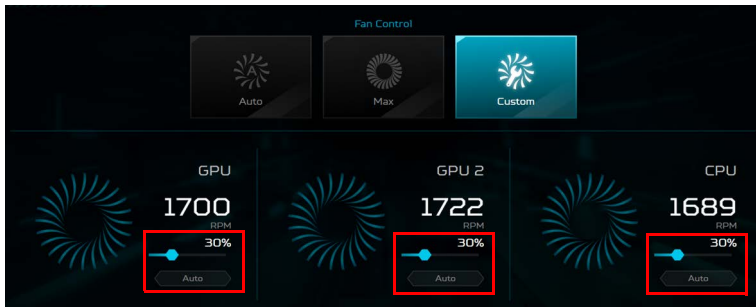 Fan Control
Auto
Max
Custom
GPU
1700
RPM
30%
Auto
GPU 2
1722
RPM
30%
Auto
CPU
1689
RPM
30%
Auto